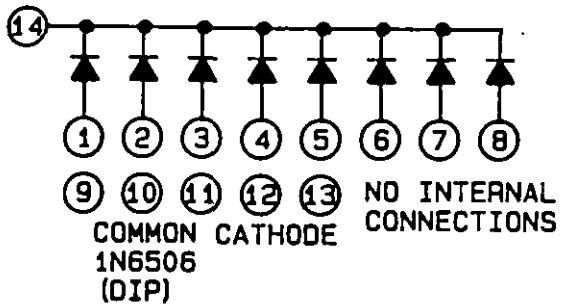 14
1 2 3 4 5 6 7 8
9 10 11 12 13 NO INTERNAL
CONNECTIONS
COMMON CATHODE
1N6506
(DIP)